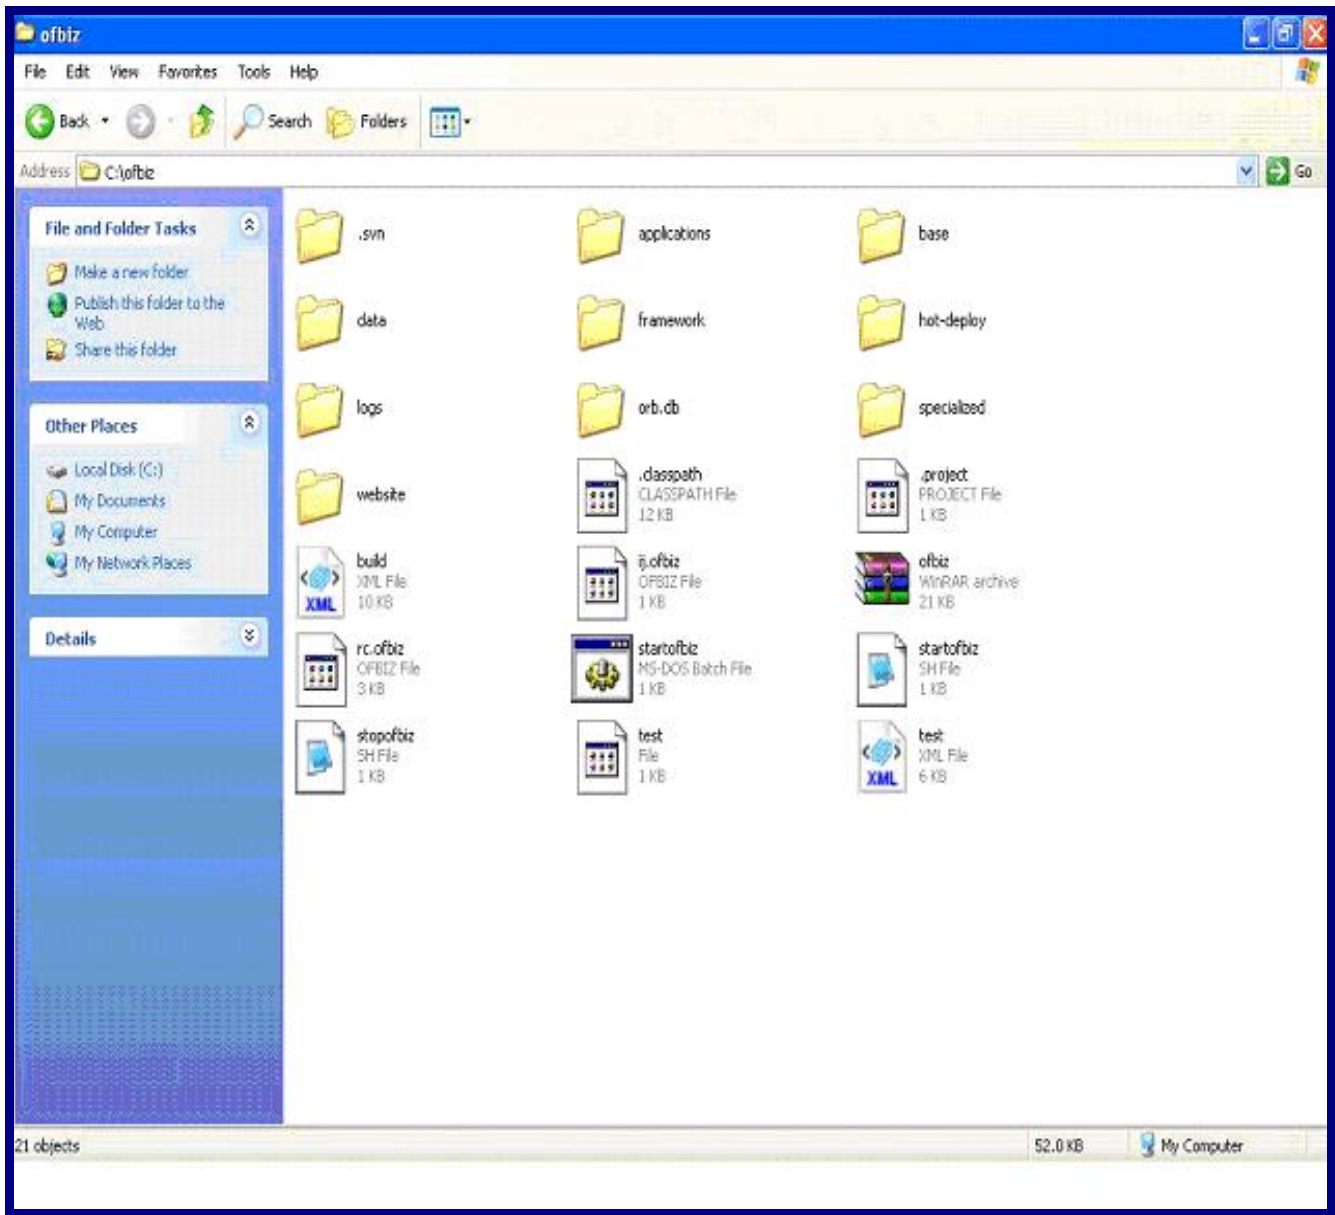 ofbiz
File Edit View Favorites Tools Help
Back Search Folders
Address C:\ofbiz Go
File and Folder Tasks
Make a new folder
Publish this folder to the
Web
Share this folder
Other Places
Local Disk (C:)
My Documents
My Computer
My Network Places
Details
.svn applications base
data framework hot-deploy
logs orb.db specialized
website
.classpath
CLASSPATH File
12 KB
.project
PROJECT File
1 KB
build
XML File
10 KB
XML
ij.ofbiz
OFBIZ File
1 KB
ofbiz
WinRAR archive
21 KB
rc.ofbiz
OFBIZ File
3 KB
startofbiz
MS-DOS Batch File
1 KB
startofbiz
SH File
1 KB
stopofbiz
SH File
1 KB
test
File
1 KB
test
XML File
6 KB
XML
21 objects 52.0 KB My Computer